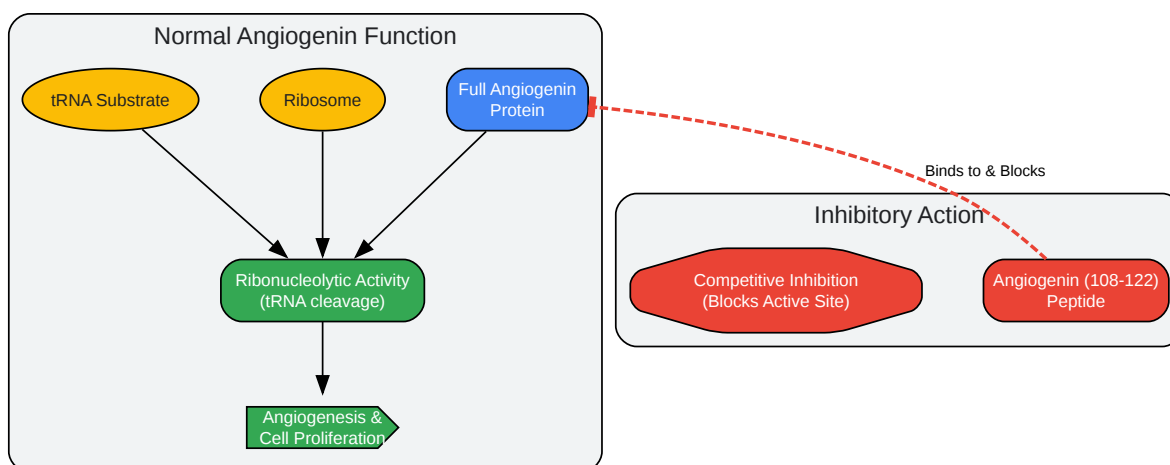 Normal Angiogenin Function
tRNA Substrate
Ribosome
Full Angiogenin
Protein
Binds to & Blocks
Inhibitory Action
Ribonucleolytic Activity
(tRNA cleavage)
Competitive Inhibition
(Blocks Active Site)
Angiogenin (108-122)
Peptide
Angiogenesis &
Cell Proliferation